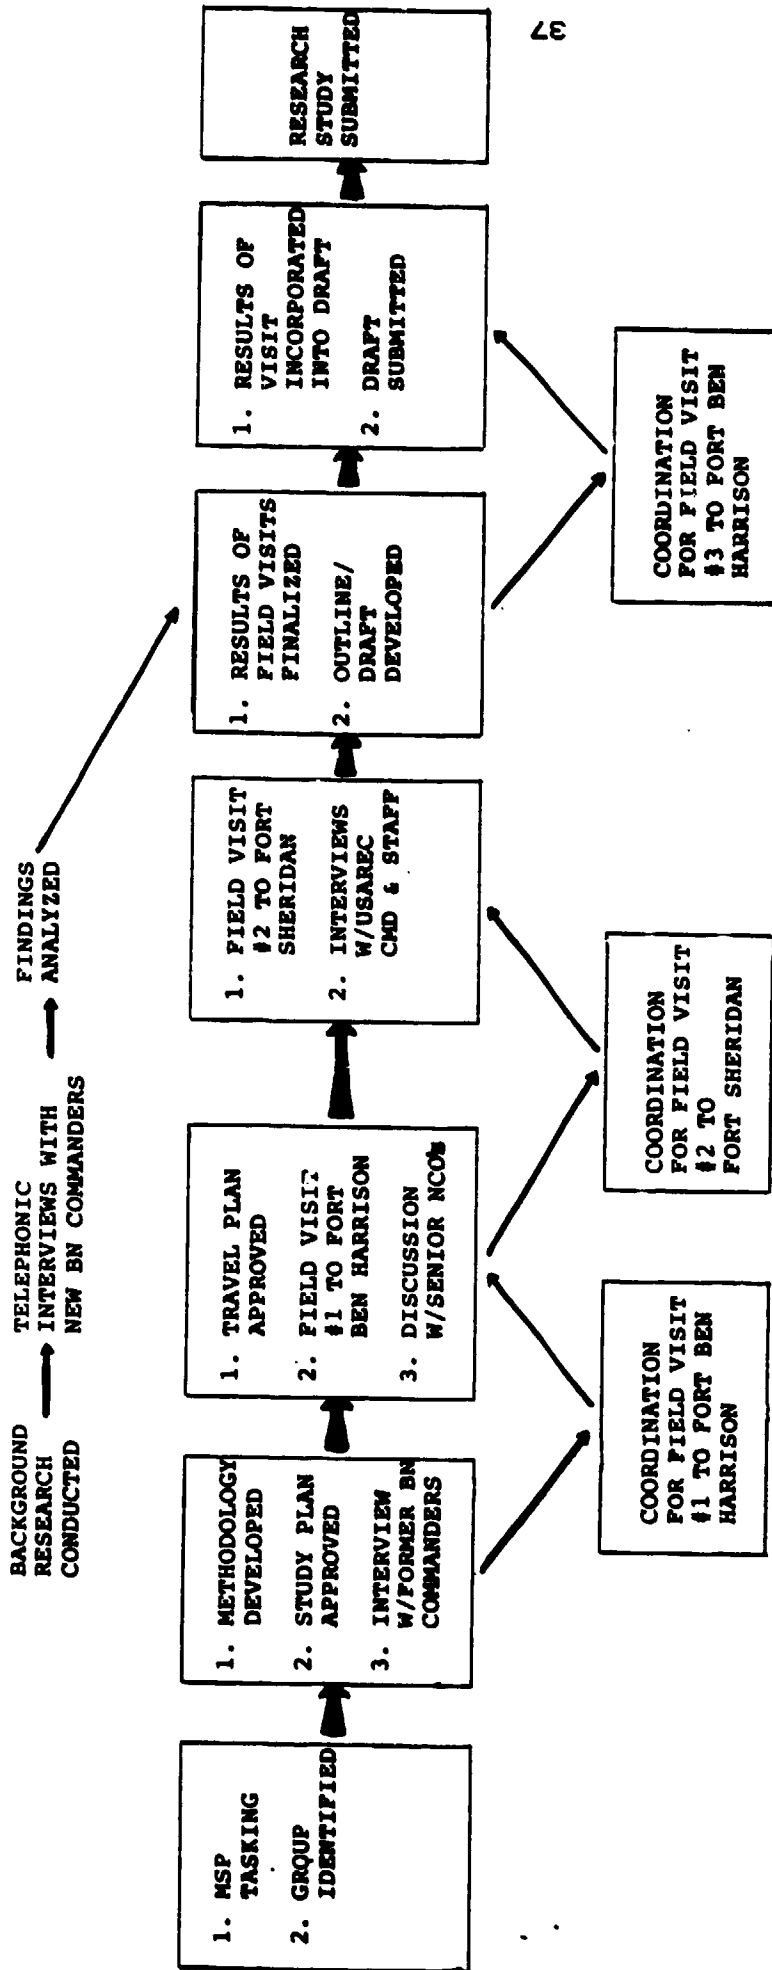 BACKGROUND
RESEARCH
CONDUCTED
TELEPHONIC
INTERVIEWS WITH
NEW BN COMMANDERS
FINDINGS
ANALYZED
1. MSP
TASKING
2. GROUP
IDENTIFIED
1. METHODOLOGY
DEVELOPED
2. STUDY PLAN
APPROVED
3. INTERVIEW
W/FORMER BN
COMMANDERS
1. TRAVEL PLAN
APPROVED
2. FIELD VISIT
#1 TO FORT
BEN HARRISON
3. DISCUSSION
W/SENIOR NCO's
1. FIELD VISIT
#2 TO FORT
SHERIDAN
2. INTERVIEWS
W/USAREC
CMD & STAFF
1. RESULTS OF
FIELD VISITS
FINALIZED
2. OUTLINE/
DRAFT
DEVELOPED
1. RESULTS OF
VISIT
INCORPORATED
INTO DRAFT
2. DRAFT
SUBMITTED
RESEARCH
STUDY
SUBMITTED
COORDINATION
FOR FIELD VISIT
#1 TO FORT BEN
HARRISON
COORDINATION
FOR FIELD VISIT
#2 TO
FORT SHERIDAN
COORDINATION
FOR FIELD VISIT
#3 TO FORT BEN
HARRISON
37